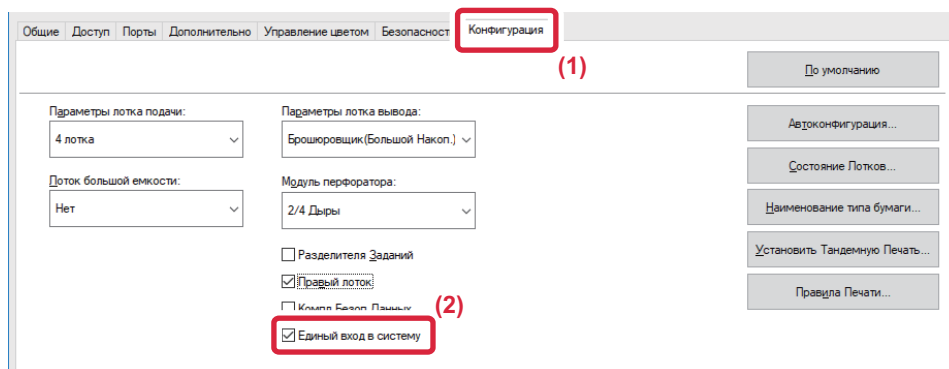 Общие Доступ Порты Дополнительно Управление цветом Безопасност Конфигурация
(1)
По умолчанию
Параметры лотка подачи: Параметры лотка вывода:
4 лотка Брошюровщик(Большой Накоп.) Автоконфигурация...
Состояние Лотков...
Лоток большой емкости: Модуль перфоратора:
Нет 2/4 Дыры Наименование типа бумаги...
Разделителя Заданий Установить Тандемную Печать...
Правый лоток Правила Печати...
Компл Безоп Данных (2)
Единый вход в систему